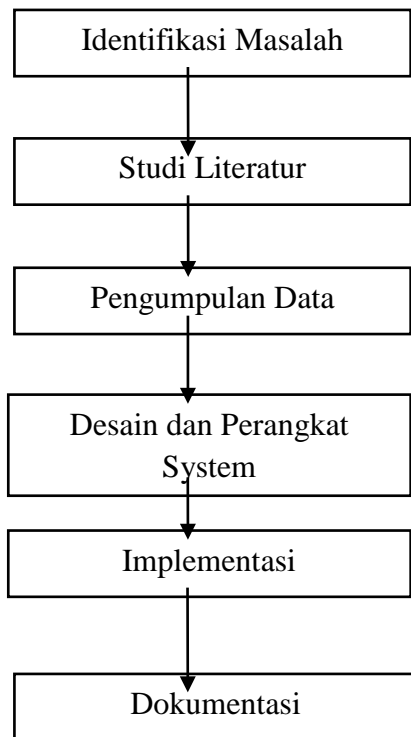 Identifikasi Masalah
Studi Literatur
Pengumpulan Data
Desain dan Perangkat
System
Implementasi
Dokumentasi